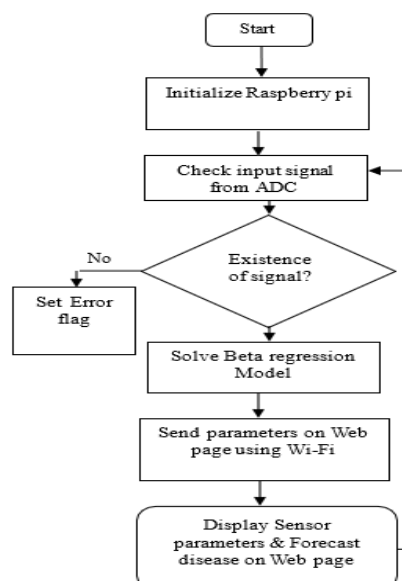 Start
Initialize Raspberry pi
Check input signal
from ADC
No
Existence
of signal?
Set Error
flag
Solve Beta regression
Model
Send parameters on Web
page using Wi-Fi
Display Sensor
parameters & Forecast
disease on Web page